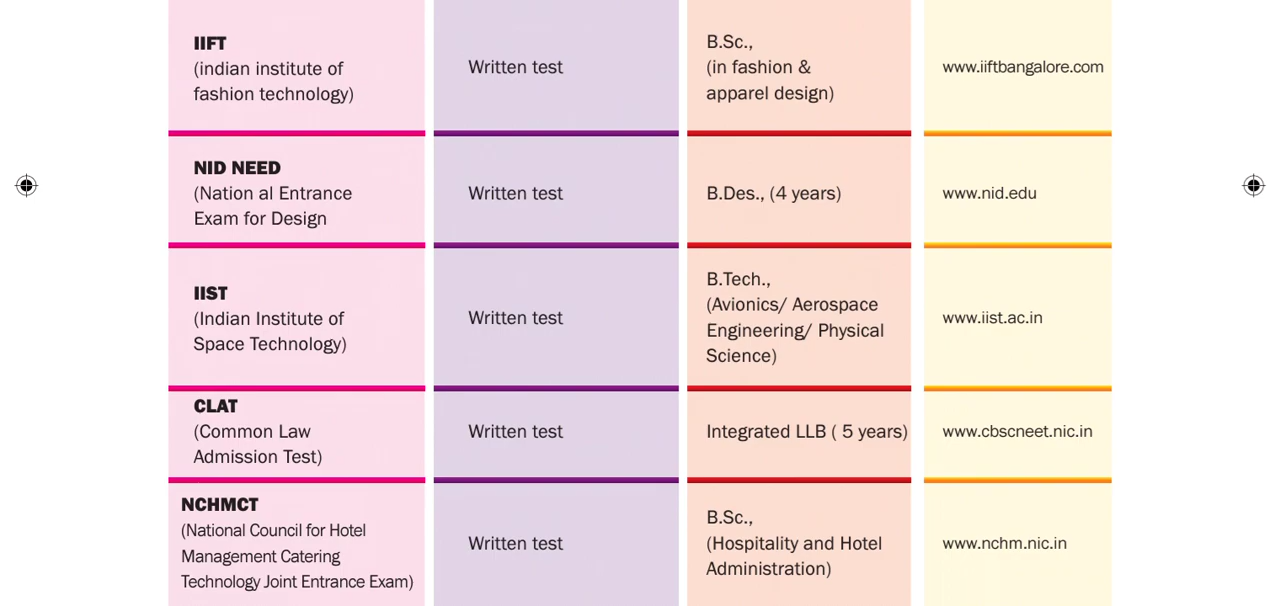 IIFT
(indian institute of
fashion technology)
Written test
B.Sc.,
(in fashion &
apparel design)
www.iiftbangalore.com
NID NEED
(Nation al Entrance
Exam for Design
Written test
B.Des., (4 years)
www.nid.edu
IIST
(Indian Institute of
Space Technology)
Written test
B.Tech.,
(Avionics/ Aerospace
Engineering/ Physical
Science)
www.iist.ac.in
CLAT
(Common Law
Admission Test)
Written test
Integrated LLB ( 5 years)
www.cbscneet.nic.in
NCHMCT
(National Council for Hotel
Management Catering
Technology Joint Entrance Exam)
Written test
B.Sc.,
(Hospitality and Hotel
Administration)
www.nchm.nic.in